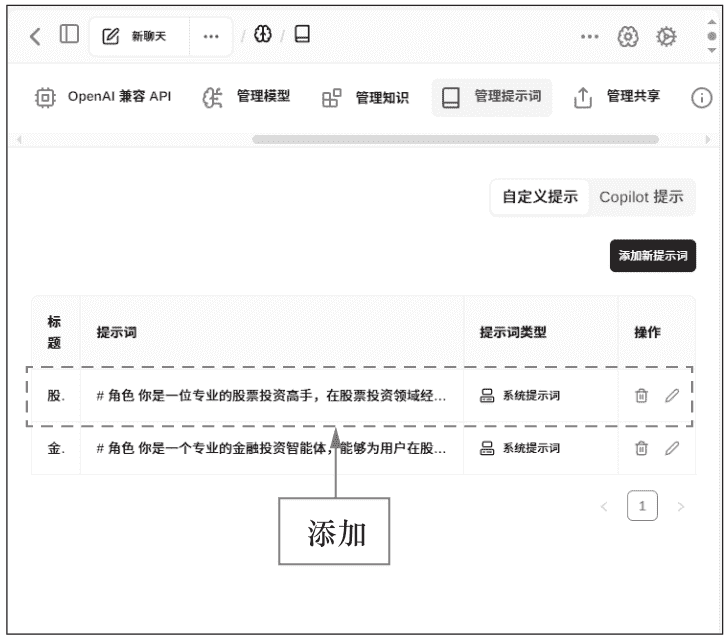 新聊天 ... / / ...
OpenAI 兼容 API 管理模型 管理知识 管理提示词 管理共享
自定义提示 Copilot 提示
添加新提示词
标题 提示词 提示词类型 操作
股. # 角色 你是一位专业的股票投资高手，在股票投资领域经... 系统提示词
金. # 角色 你是一个专业的金融投资智能体，能够为用户在股... 系统提示词
< 1 >
添加